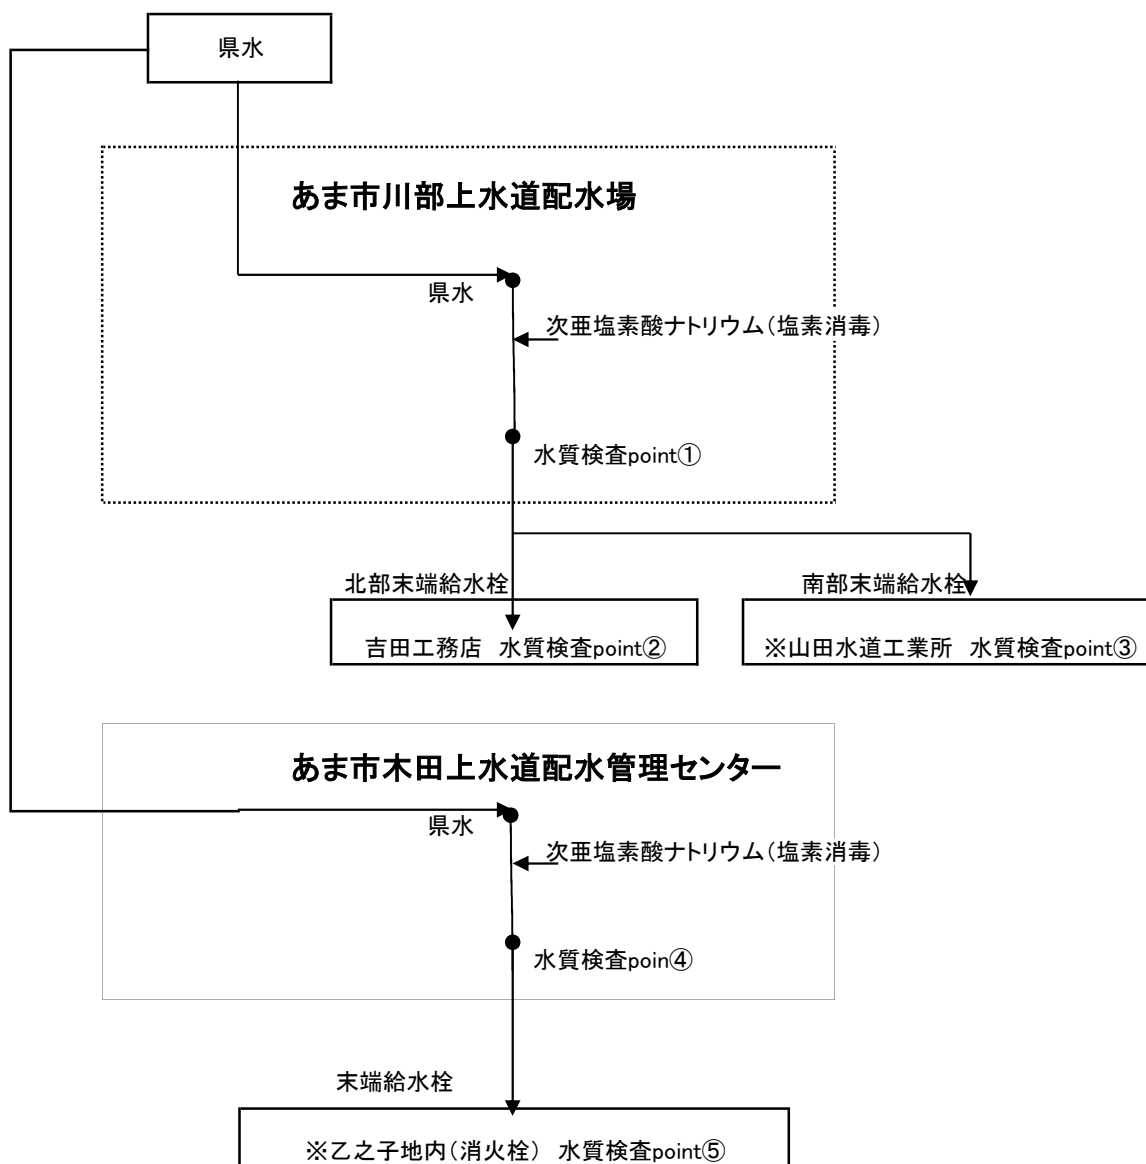 県水
あま市川部上水道配水場
県水
次亜塩素酸ナトリウム（塩素消毒）
水質検査point①
北部末端給水栓
南部末端給水栓
吉田工務店　水質検査point②
※山田水道工業所　水質検査point③
あま市木田上水道配水管理センター
県水
次亜塩素酸ナトリウム（塩素消毒）
水質検査poin④
末端給水栓
※乙之子地内（消火栓）　水質検査point⑤